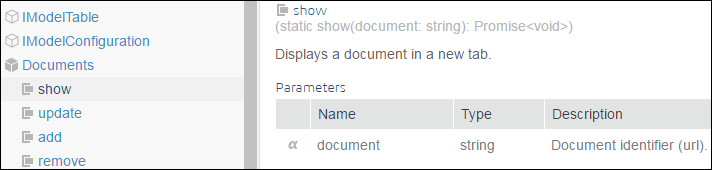 IModelTable
IModelConfiguration
Documents
show
update
add
remove
show
(static show(document: string): Promise<void>)
Displays a document in a new tab.
Parameters
Name Type Description
α document string Document identifier (url).